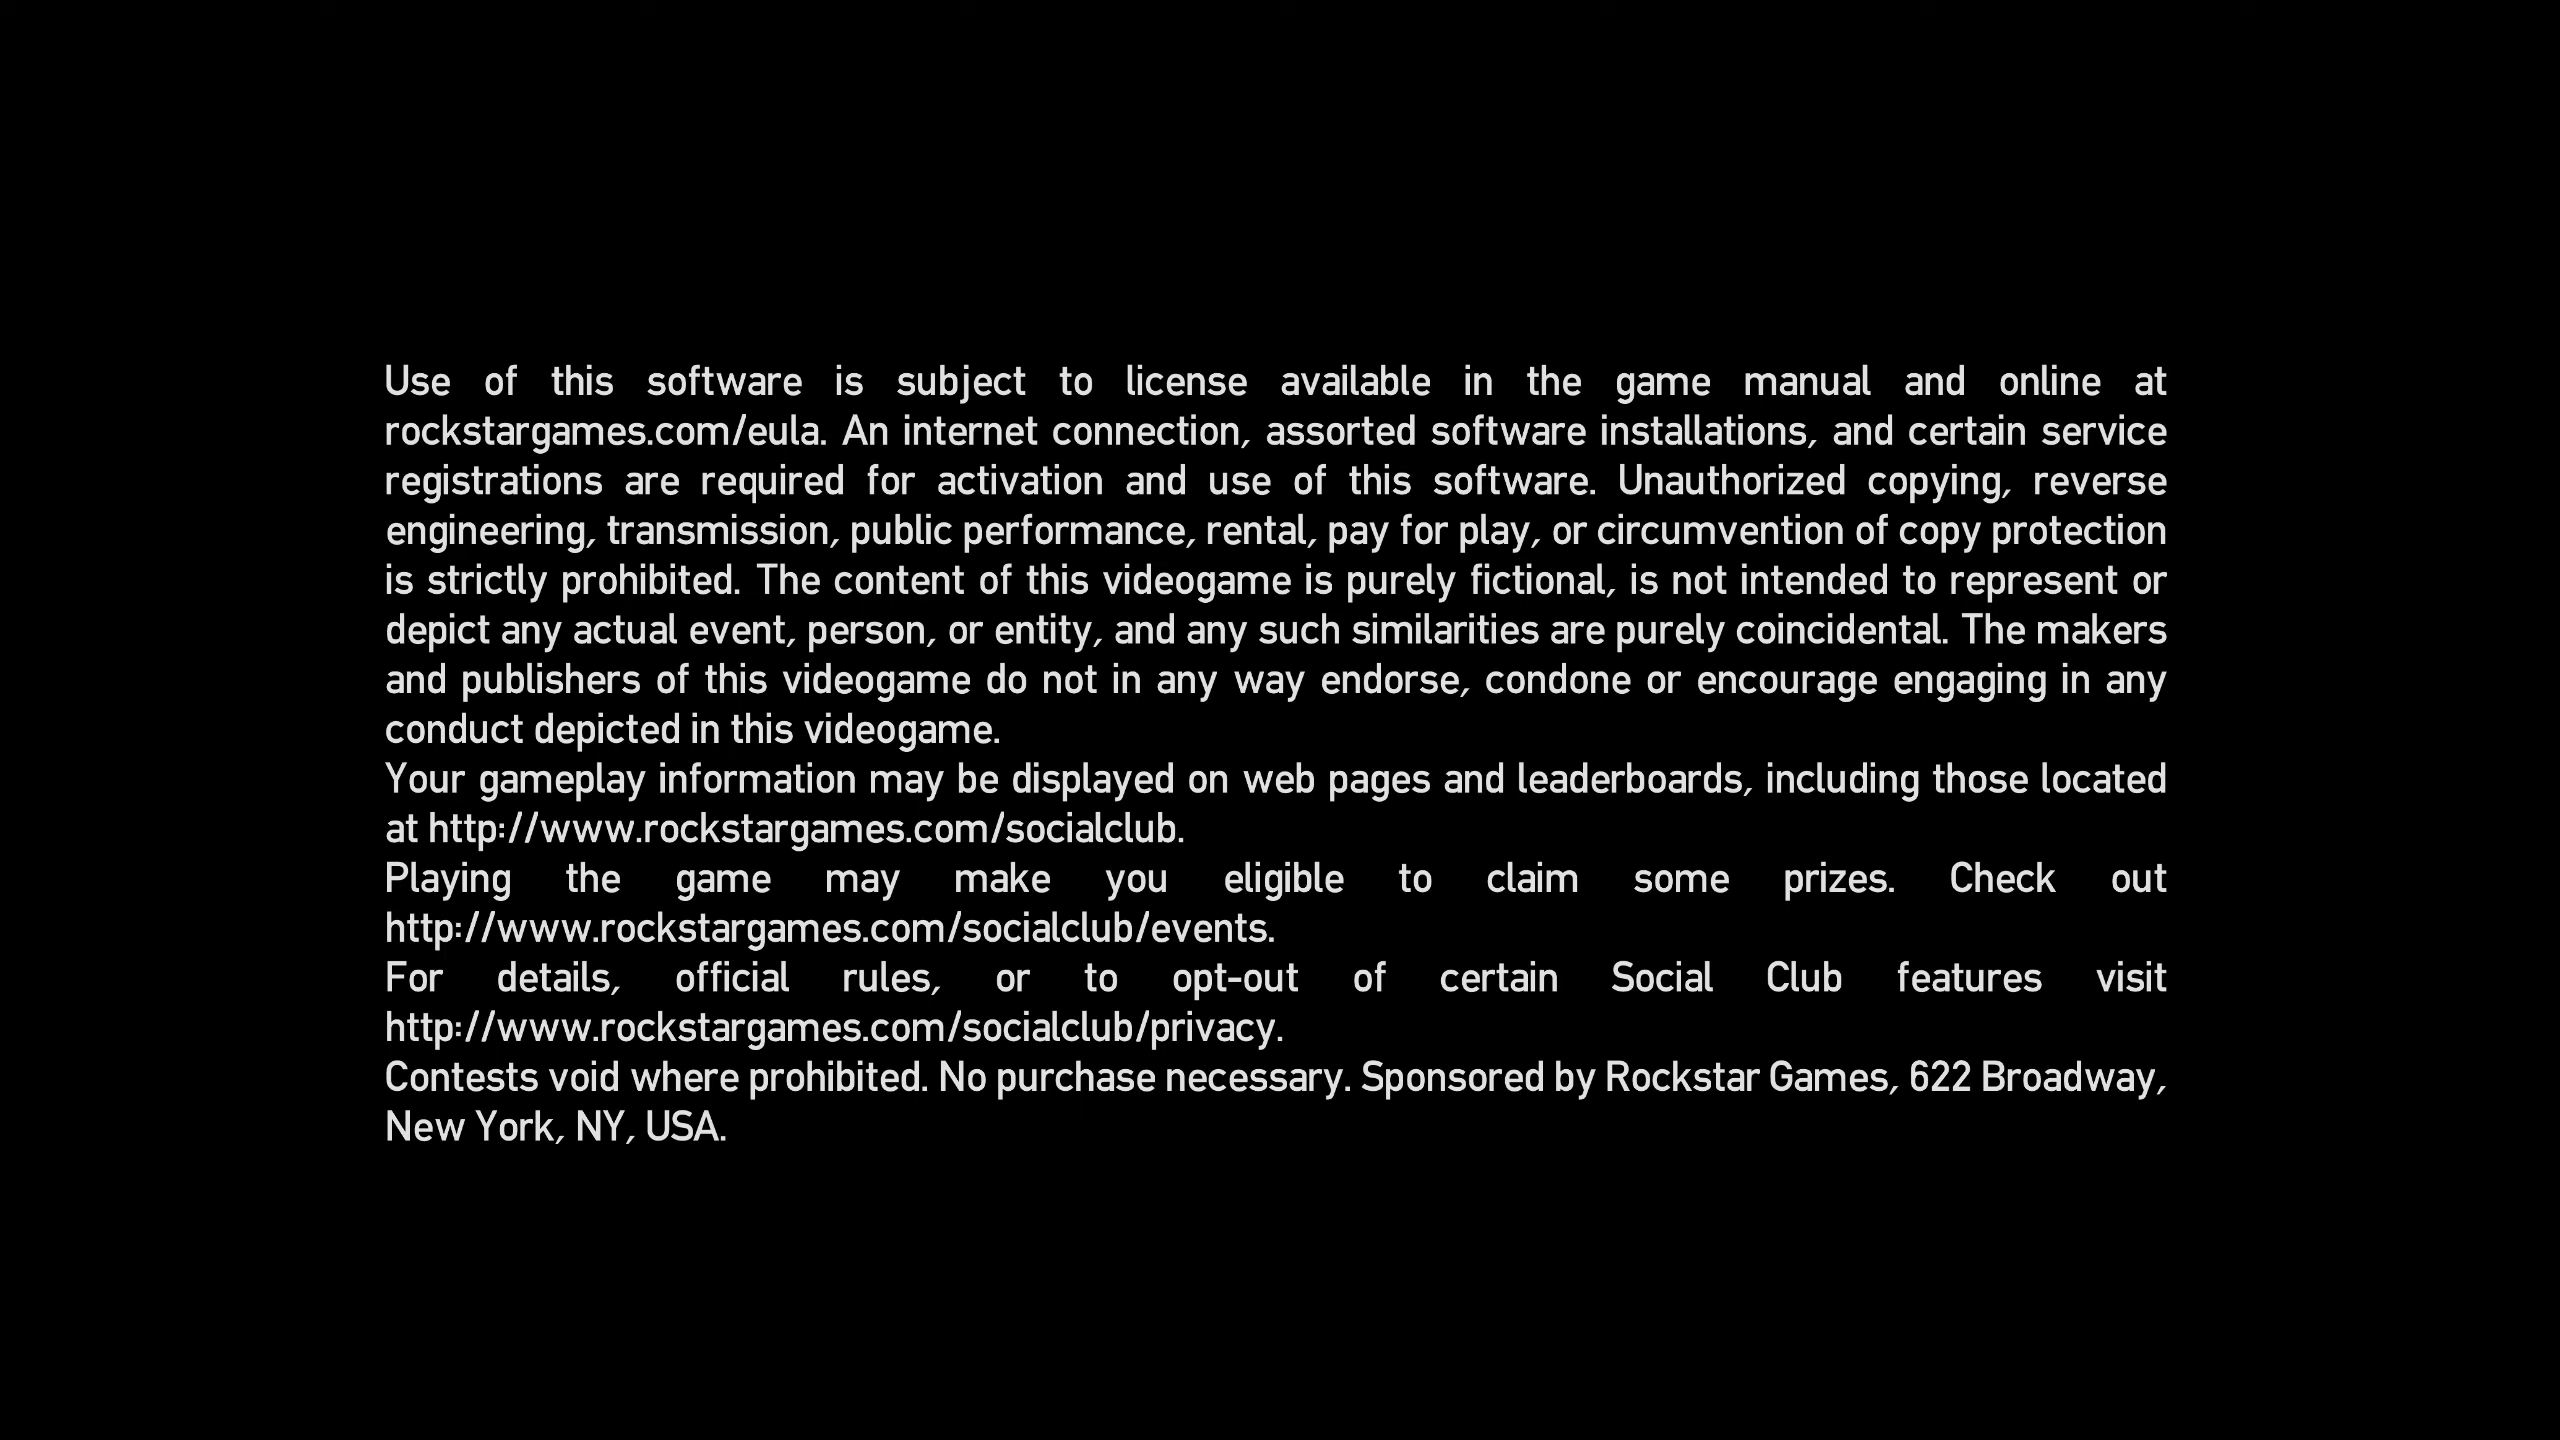 Use of this software is subject to license available in the game manual and online at
rockstargames.com/eula. An internet connection, assorted software installations, and certain service
registrations are required for activation and use of this software. Unauthorized copying, reverse
engineering, transmission, public performance, rental, pay for play, or circumvention of copy protection
is strictly prohibited. The content of this videogame is purely fictional, is not intended to represent or
depict any actual event, person, or entity, and any such similarities are purely coincidental. The makers
and publishers of this videogame do not in any way endorse, condone or encourage engaging in any
conduct depicted in this videogame.
Your gameplay information may be displayed on web pages and leaderboards, including those located
at http://www.rockstargames.com/socialclub.
Playing the game may make you eligible to claim some prizes. Check out
http://www.rockstargames.com/socialclub/events.
For details, official rules, or to opt-out of certain Social Club features visit
http://www.rockstargames.com/socialclub/privacy.
Contests void where prohibited. No purchase necessary. Sponsored by Rockstar Games, 622 Broadway,
New York, NY, USA.